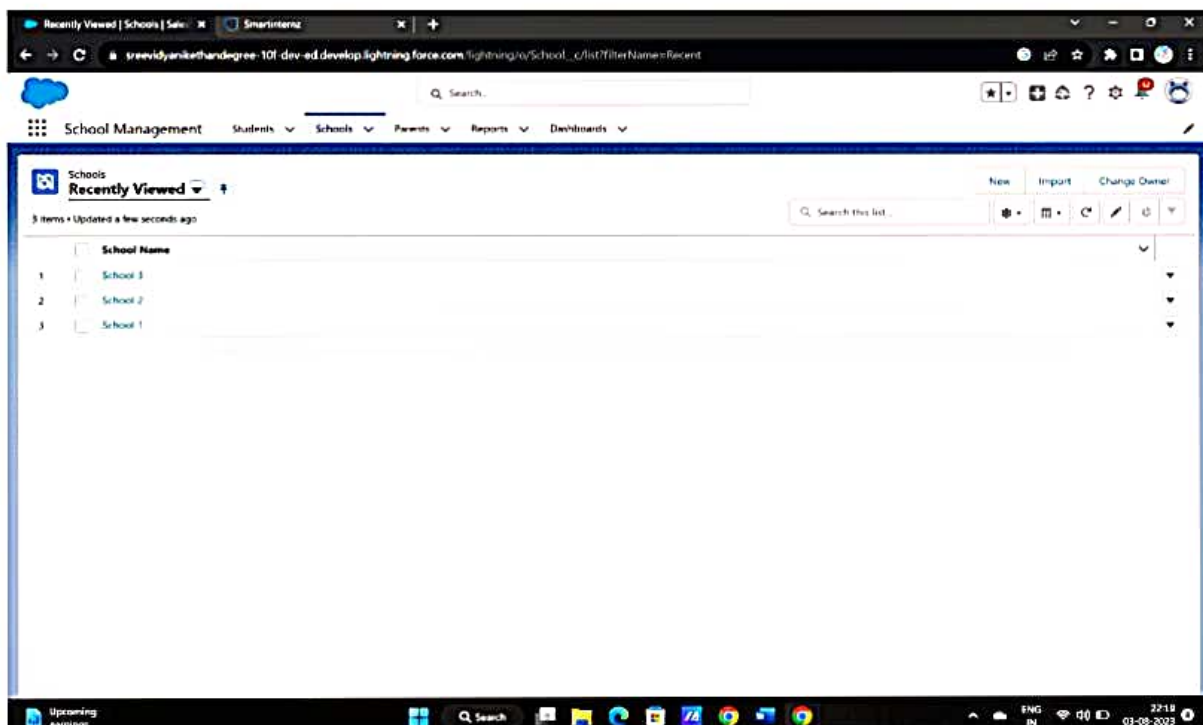 Recently Viewed | Schools | Sale
Smartinternz
sreevidyanikethandegree-10f-dev-ed.develop.lightning.force.com/lightning/o/School__c/list?filterName=Recent
Search...
School Management Students Schools Parents Reports Dashboards
Schools
Recently Viewed
New Import Change Owner
3 items • Updated a few seconds ago
Search this list...
School Name
1 School 3
2 School 2
3 School 1
Upcoming
earnings
Search
ENG
IN
22:18
03-08-2023